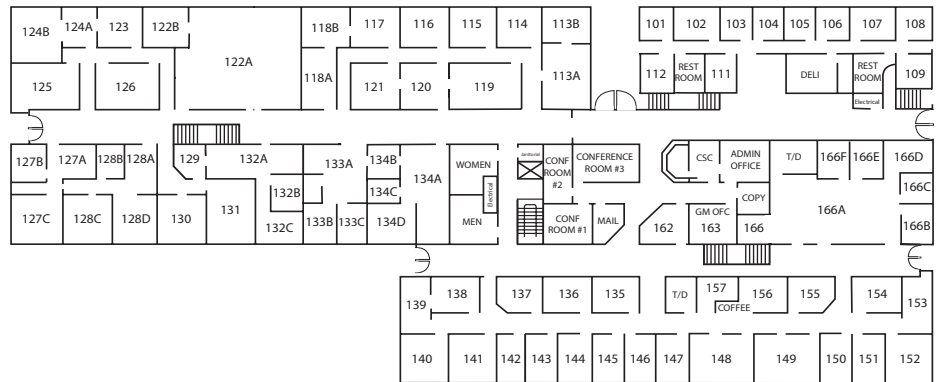 124B
124A
123
122B
122A
118B
117
116
115
114
113B
101
102
103
104
105
106
107
108
125
126
118A
121
120
119
113A
112
REST
ROOM
111
DELI
REST
ROOM
109
Electrical
127B
127A
128B
128A
129
132A
133A
134B
134A
WOMEN
Janitorial
CONF
ROOM
#2
CONFERENCE
ROOM #3
CSC
ADMIN
OFFICE
T/D
166F
166E
166D
132B
134C
Electrical
166C
127C
128C
128D
130
131
132C
133B
133C
134D
MEN
CONF
ROOM #1
MAIL
162
GM OFC
163
COPY
166
166A
166B
139
138
137
136
135
T/D
157
COFFEE
156
155
154
153
140
141
142
143
144
145
146
147
148
149
150
151
152